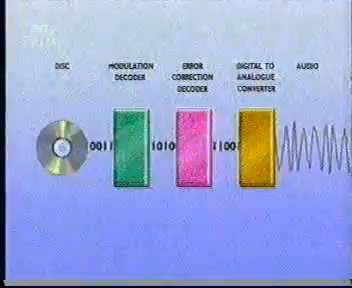 DISC
MODULATION
DECODER
ERROR
CORRECTION
DECODER
DIGITAL TO
ANALOGUE
CONVERTER
AUDIO
0011
1010
1100